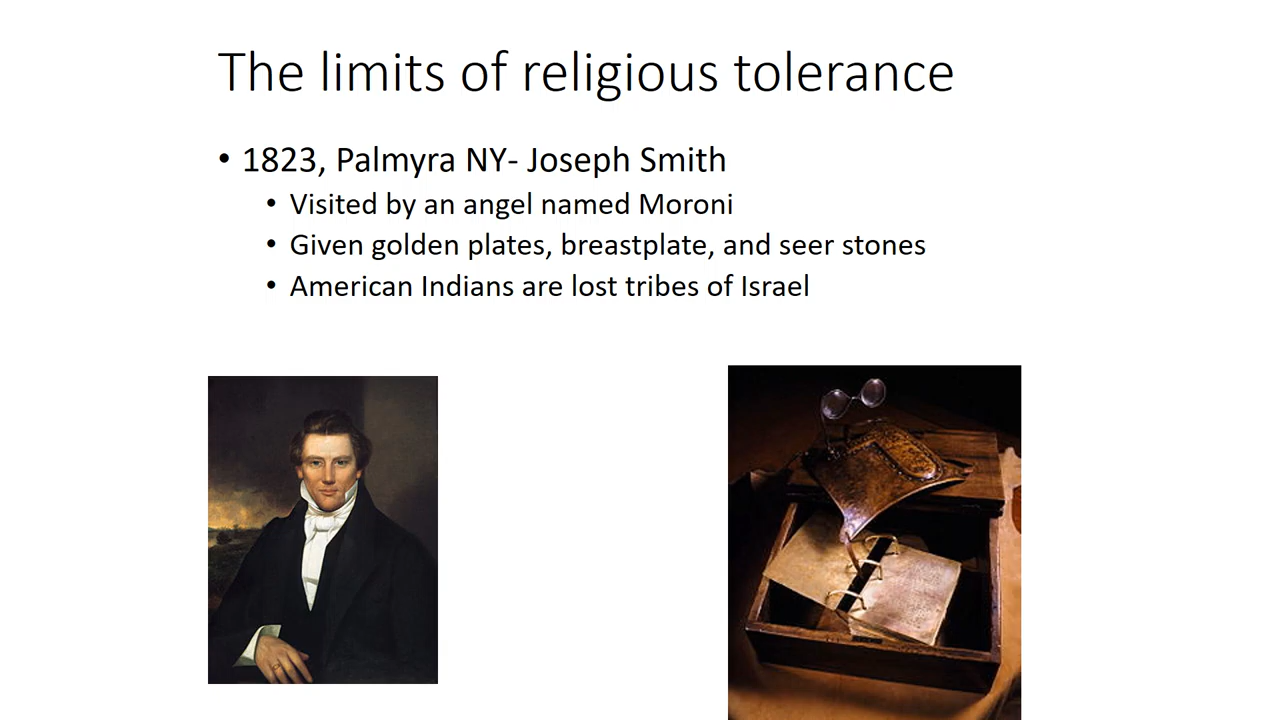 The limits of religious tolerance
• 1823, Palmyra NY- Joseph Smith
• Visited by an angel named Moroni
• Given golden plates, breastplate, and seer stones
• American Indians are lost tribes of Israel